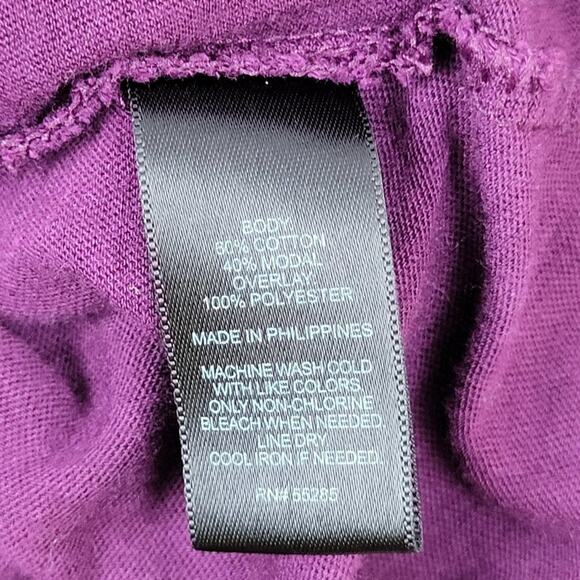 BODY
60% COTTON
40% MODAL
OVERLAY
100% POLYESTER
MADE IN PHILIPPINES
MACHINE WASH COLD
WITH LIKE COLORS,
ONLY NON-CHLORINE
BLEACH WHEN NEEDED.
LINE DRY
COOL IRON IF NEEDED.
RN# 55285